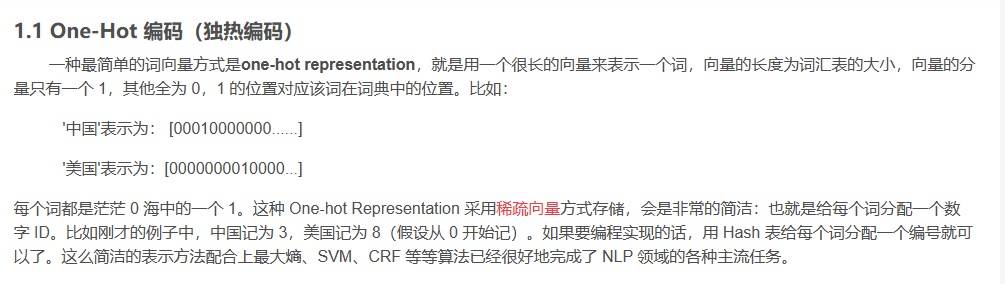 1.1 One-Hot 编码（独热编码）
一种最简单的词向量方式是one-hot representation，就是用一个很长的向量来表示一个词，向量的长度为词汇表的大小，向量的分
量只有一个 1，其他全为 0，1 的位置对应该词在词典中的位置。比如：
'中国'表示为： [00010000000......]
'美国'表示为：[0000000010000...]
每个词都是茫茫 0 海中的一个 1。这种 One-hot Representation 采用稀疏向量方式存储，会是非常的简洁：也就是给每个词分配一个数
字 ID。比如刚才的例子中，中国记为 3，美国记为 8（假设从 0 开始记）。如果要编程实现的话，用 Hash 表给每个词分配一个编号就可
以了。这么简洁的表示方法配合上最大熵、SVM、CRF 等等算法已经很好地完成了 NLP 领域的各种主流任务。